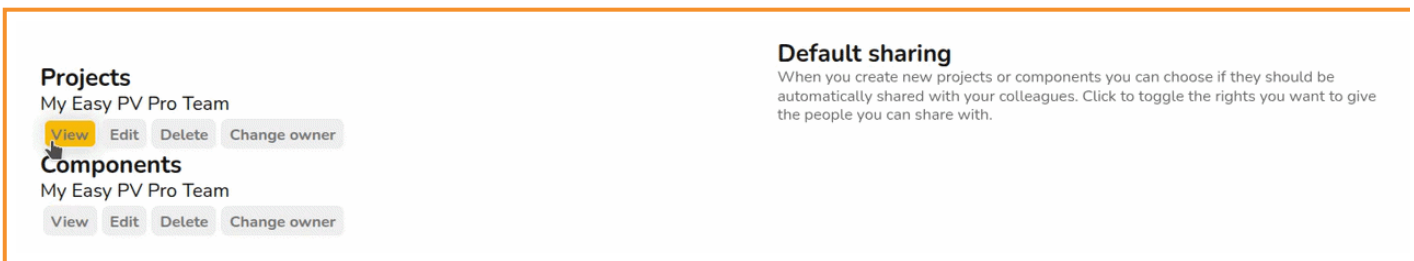 Projects
My Easy PV Pro Team
View Edit Delete Change owner
Components
My Easy PV Pro Team
View Edit Delete Change owner
Default sharing
When you create new projects or components you can choose if they should be
automatically shared with your colleagues. Click to toggle the rights you want to give
the people you can share with.